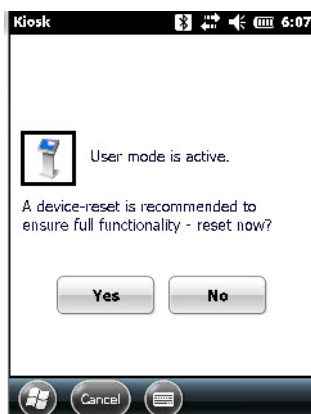 Kiosk 6:07
User mode is active.
A device-reset is recommended to
ensure full functionality - reset now?
Yes No
Cancel